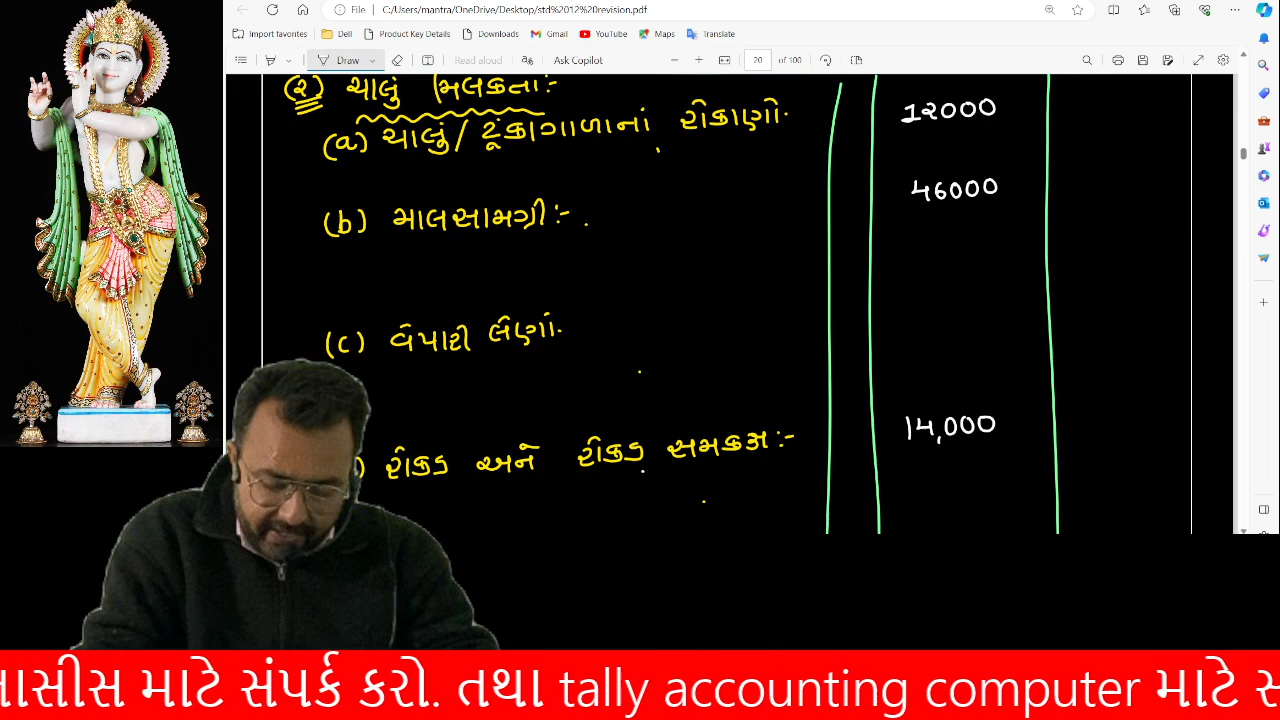 File
C:/Users/mantra/OneDrive/Desktop/std%2012%20revision.pdf
Import favorites Dell Product Key Details Downloads Gmail YouTube Maps Translate
Draw Read aloud Ask Copilot 20 of 100
(૨) ચાલું મિલકતો:-
(a) ચાલું/ ટૂંકાગાળાનાં રોકાણો. 12000
(b) માલસામગ્રી:- 46000
(c) વેપારી લેણાં.
) રોકડ અને રોકડ સમકક્ષ:- 14,000
માટે સંપર્ક કરો. તથા tally accounting computer માટે